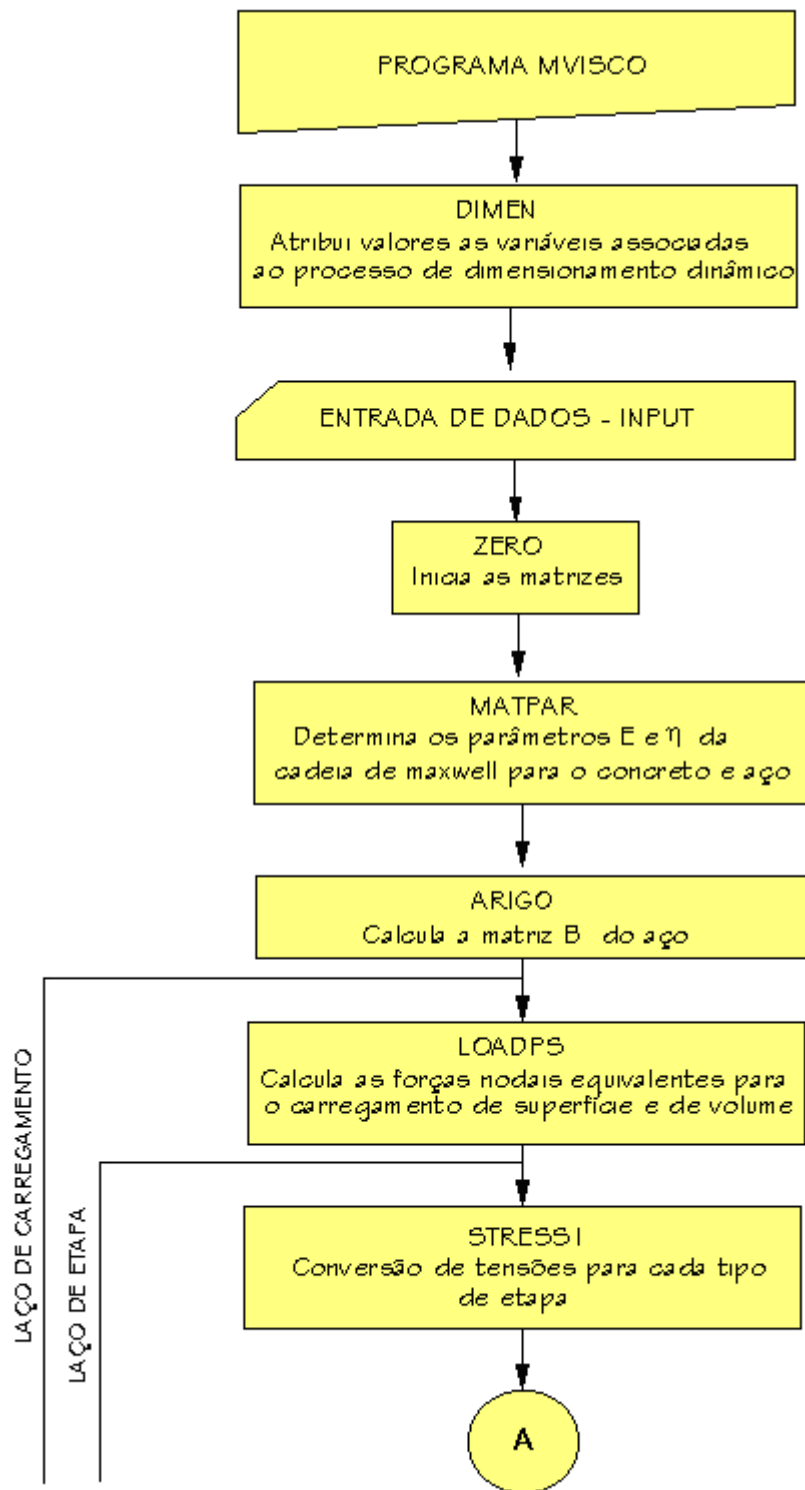 PROGRAMA MVISCO
DIMEN
Atribui valores as variáveis associadas
ao processo de dimensionamento dinâmico
ENTRADA DE DADOS - INPUT
ZERO
Inicia as matrizes
MATPAR
Determina os parâmetros E e η da
cadeia de maxwell para o concreto e aço
ARIGO
Calcula a matriz B do aço
LOADPS
Calcula as forças nodais equivalentes para
o carregamento de superfície e de volume
STRESS1
Conversão de tensões para cada tipo
de etapa
A
LAÇO DE CARREGAMENTO
LAÇO DE ETAPA